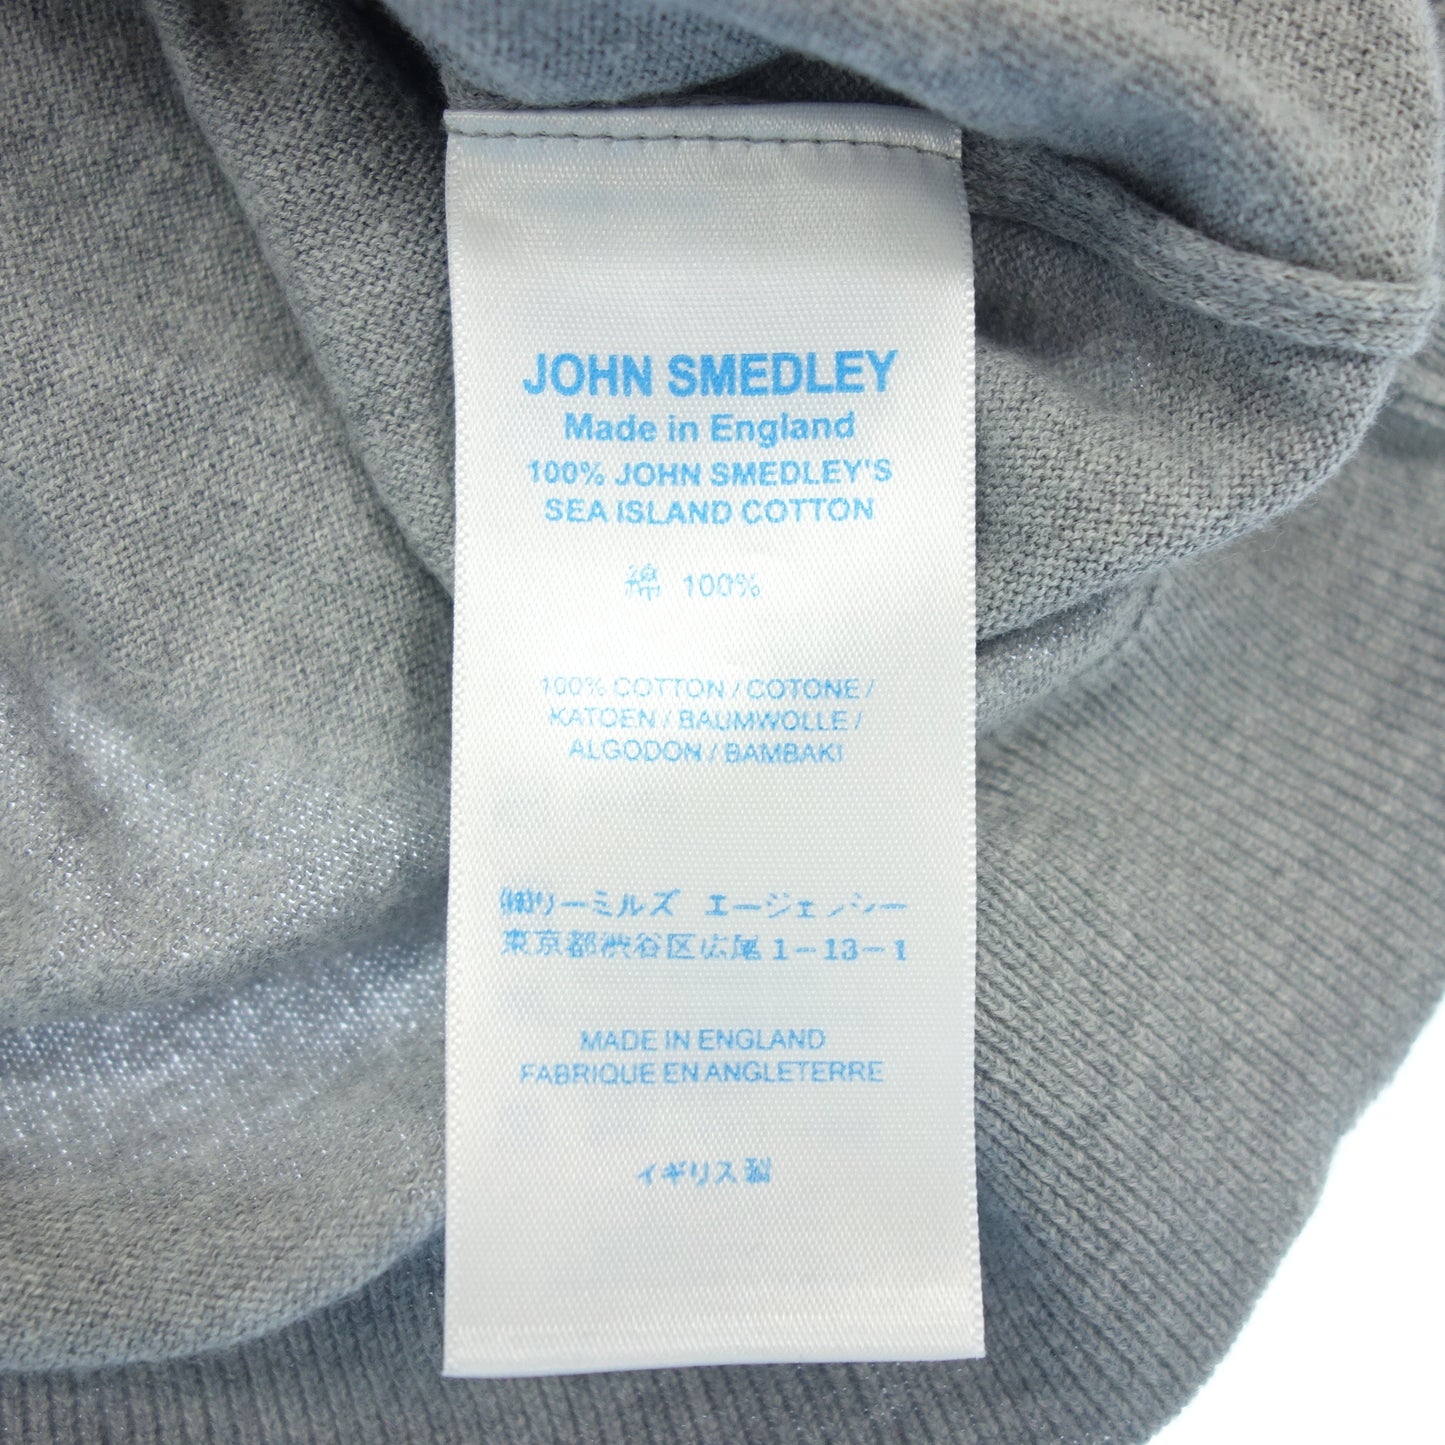 JOHN SMEDLEY
Made in England
100% JOHN SMEDLEY'S
SEA ISLAND COTTON
綿 100%
100% COTTON / COTONE /
KATOEN / BAUMWOLLE /
ALGODON / BAMBAKI
㈱リーミルズ エージェンシー
東京都渋谷区広尾 1-13-1
MADE IN ENGLAND
FABRIQUE EN ANGLETERRE
イギリス製